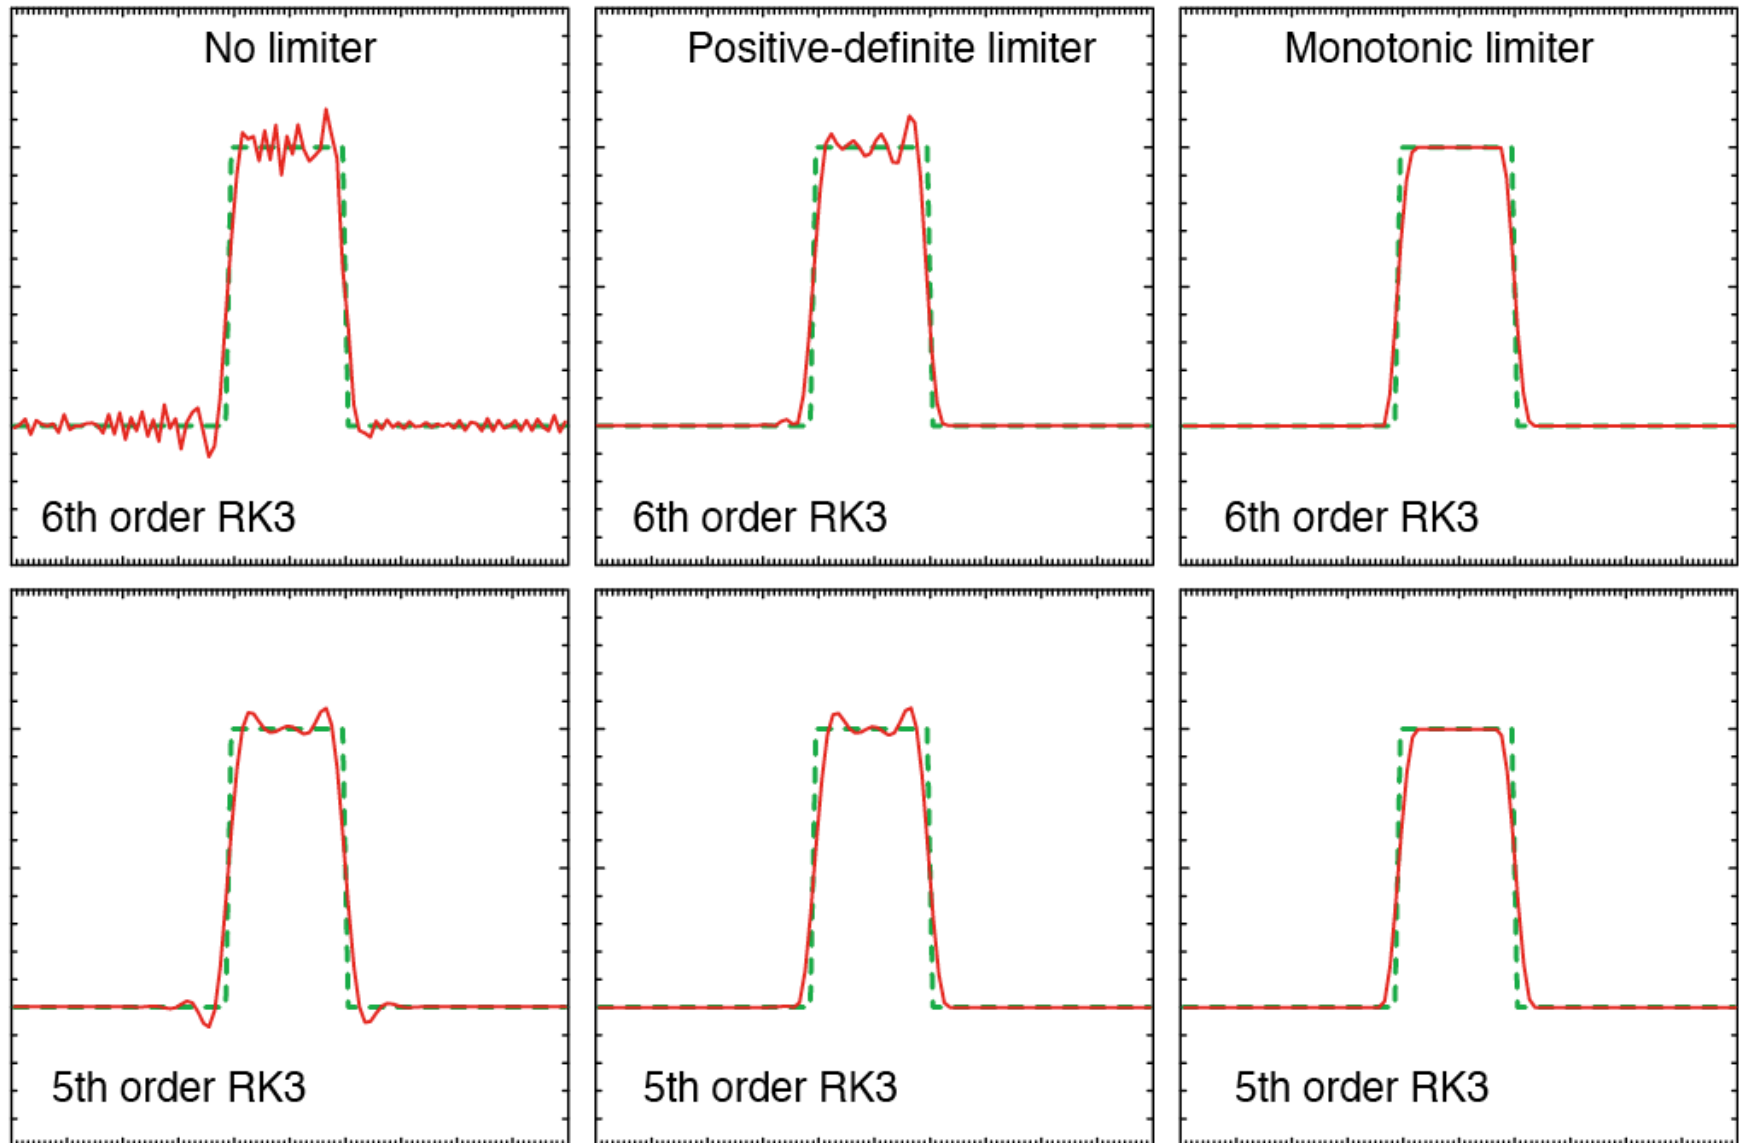 No limiter
Positive-definite limiter
Monotonic limiter
6th order RK3
6th order RK3
6th order RK3
5th order RK3
5th order RK3
5th order RK3